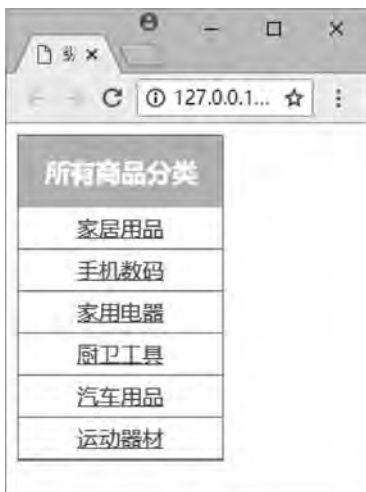 127.0.0.1...
所有商品分类
家居用品
手机数码
家用电器
厨卫工具
汽车用品
运动器材